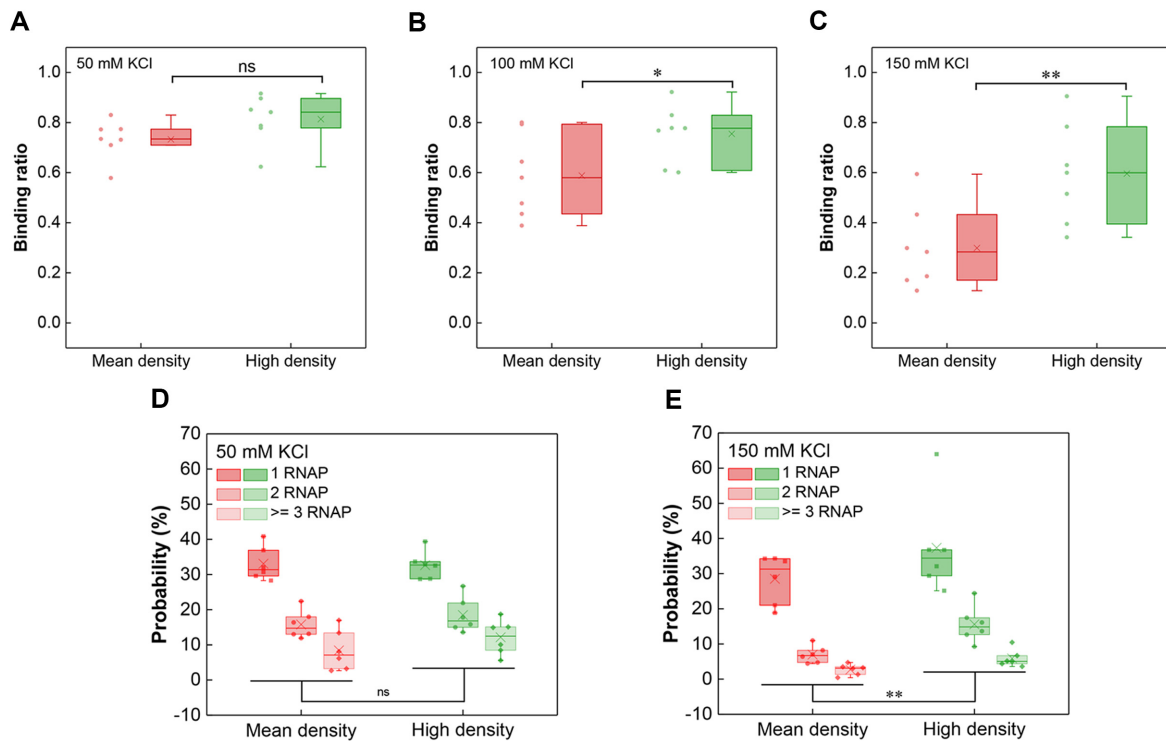 A
50 mM KCl
ns
Binding ratio
1.0
0.8
0.6
0.4
0.2
0.0
Mean density
High density
B
100 mM KCl
*
Binding ratio
1.0
0.8
0.6
0.4
0.2
0.0
Mean density
High density
C
150 mM KCl
**
Binding ratio
1.0
0.8
0.6
0.4
0.2
0.0
Mean density
High density
D
50 mM KCl
1 RNAP
2 RNAP
>= 3 RNAP
Probability (%)
70
60
50
40
30
20
10
0
-10
ns
Mean density
High density
E
150 mM KCl
1 RNAP
2 RNAP
>= 3 RNAP
Probability (%)
70
60
50
40
30
20
10
0
-10
**
Mean density
High density